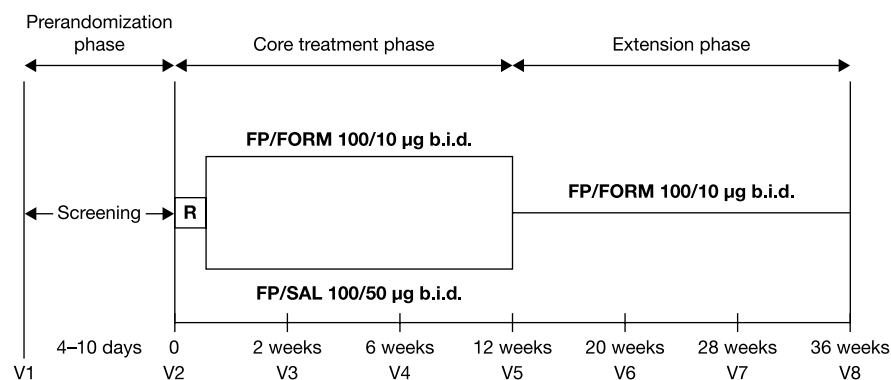 Prerandomization
phase
Core treatment phase
Extension phase
FP/FORM 100/10 µg b.i.d.
FP/FORM 100/10 µg b.i.d.
Screening
R
FP/SAL 100/50 µg b.i.d.
4–10 days
0
2 weeks
6 weeks
12 weeks
20 weeks
28 weeks
36 weeks
V1
V2
V3
V4
V5
V6
V7
V8